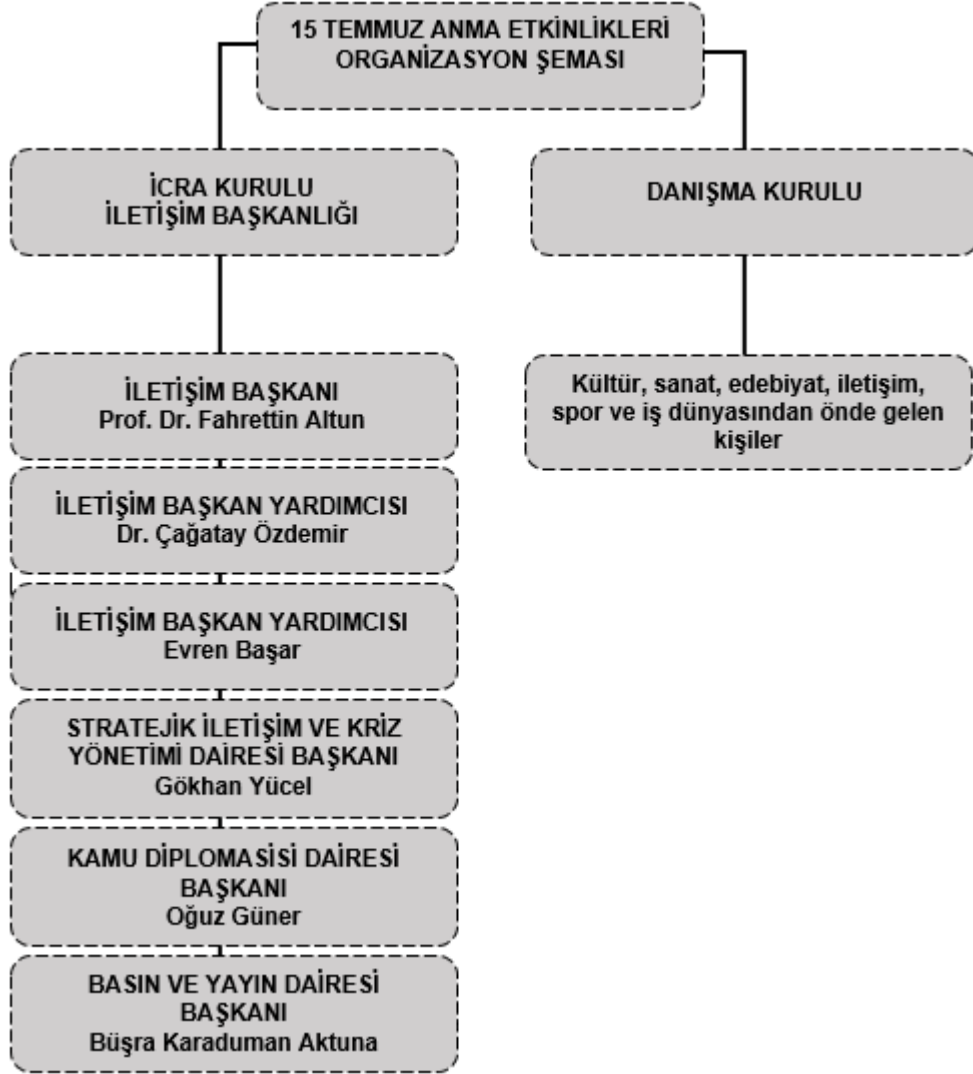 15 TEMMUZ ANMA ETKİNLİKLERİ
ORGANİZASYON ŞEMASI
İCRA KURULU
İLETİŞİM BAŞKANLIĞI
DANIŞMA KURULU
İLETİŞİM BAŞKANI
Prof. Dr. Fahrettin Altun
İLETİŞİM BAŞKAN YARDIMCISI
Dr. Çağatay Özdemir
İLETİŞİM BAŞKAN YARDIMCISI
Evren Başar
STRATEJİK İLETİŞİM VE KRİZ
YÖNETİMİ DAİRESİ BAŞKANI
Gökhan Yücel
KAMU DİPLOMASİSİ DAİRESİ
BAŞKANI
Oğuz Güner
BASIN VE YAYIN DAİRESİ
BAŞKANI
Büşra Karaduman Aktuna
Kültür, sanat, edebiyat, iletişim,
spor ve iş dünyasından önde gelen
kişiler